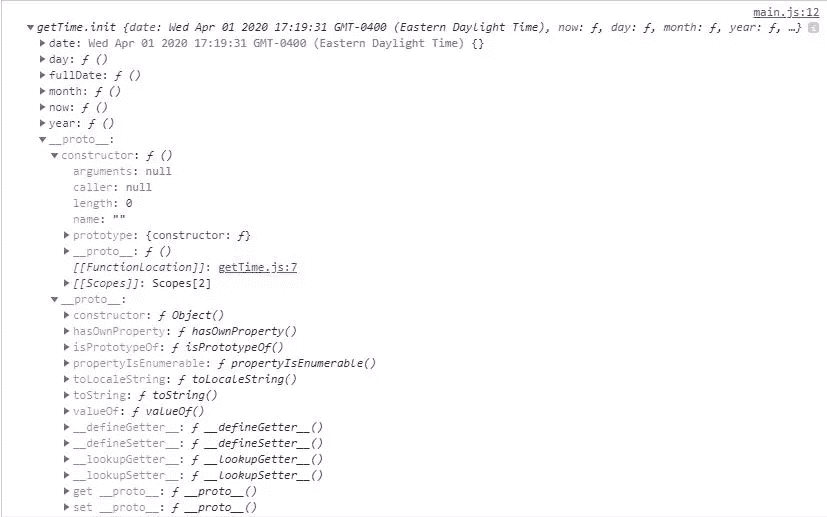 main.js:12
▼getTime.init {date: Wed Apr 01 2020 17:19:31 GMT-0400 (Eastern Daylight Time), now: ƒ, day: ƒ, month: ƒ, year: ƒ, …} i
▶date: Wed Apr 01 2020 17:19:31 GMT-0400 (Eastern Daylight Time) {}
▶day: ƒ ()
▶fullDate: ƒ ()
▶month: ƒ ()
▶now: ƒ ()
▶year: ƒ ()
▼__proto__:
▼constructor: ƒ ()
arguments: null
caller: null
length: 0
name: ""
▶prototype: {constructor: ƒ}
▶__proto__: ƒ ()
[[FunctionLocation]]: getTime.js:7
▶[[Scopes]]: Scopes[2]
▼__proto__:
▶constructor: ƒ Object()
▶hasOwnProperty: ƒ hasOwnProperty()
▶isPrototypeOf: ƒ isPrototypeOf()
▶propertyIsEnumerable: ƒ propertyIsEnumerable()
▶toLocaleString: ƒ toLocaleString()
▶toString: ƒ toString()
▶valueOf: ƒ valueOf()
▶__defineGetter__: ƒ __defineGetter__()
▶__defineSetter__: ƒ __defineSetter__()
▶__lookupGetter__: ƒ __lookupGetter__()
▶__lookupSetter__: ƒ __lookupSetter__()
▶get __proto__: ƒ __proto__()
▶set __proto__: ƒ __proto__()